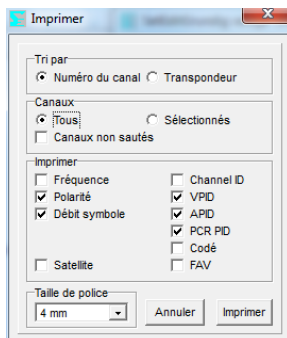 Imprimer
Tri par
Numéro du canal Transpondeur
Canaux
Tous Sélectionnés
Canaux non sautés
Imprimer
Fréquence Channel ID
Polarité VPID
Débit symbole APID
PCR PID
Codé
Satellite FAV
Taille de police
4 mm Annuler Imprimer